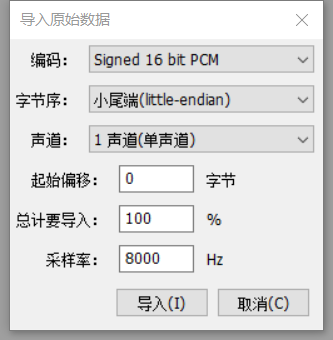 导入原始数据
编码： Signed 16 bit PCM
字节序： 小尾端(little-endian)
声道： 1 声道(单声道)
起始偏移： 0 字节
总计要导入： 100 %
采样率： 8000 Hz
导入(I) 取消(C)